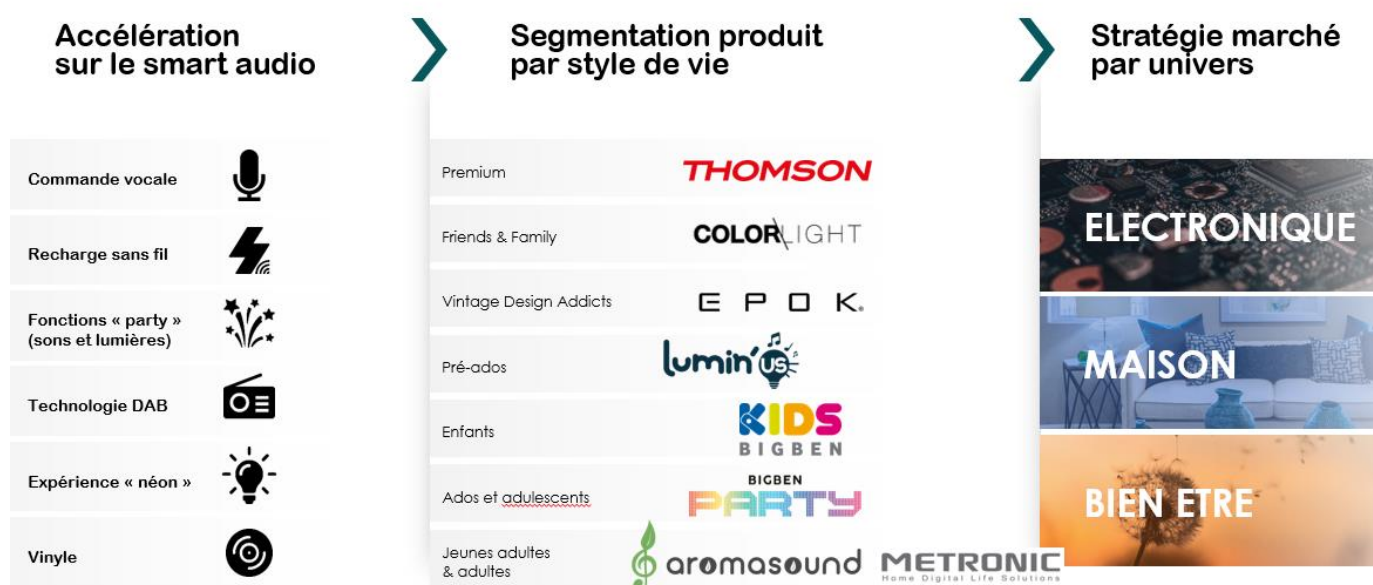 Accélération
sur le smart audio
Commande vocale
Recharge sans fil
Fonctions « party »
(sons et lumières)
Technologie DAB
Expérience « néon »
Vinyle
Segmentation produit
par style de vie
Premium
THOMSON
Friends & Family
COLORLIGHT
Vintage Design Addicts
EPOK.
Pré-ados
lumin'us
Enfants
KIDS
BIGBEN
Ados et adulescents
BIGBEN
PARTY
Jeunes adultes
& adultes
aromasound
METRONIC
Home Digital Life Solutions
Stratégie marché
par univers
ELECTRONIQUE
MAISON
BIEN ETRE